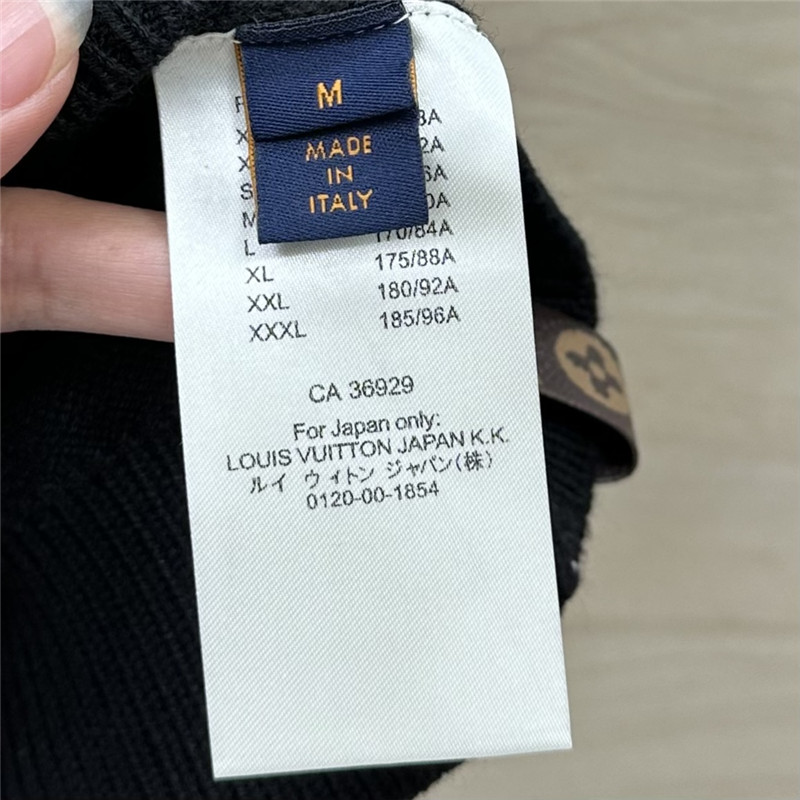 M
MADE
IN
ITALY
L 170/84A
XL 175/88A
XXL 180/92A
XXXL 185/96A
CA 36929
For Japan only:
LOUIS VUITTON JAPAN K.K.
ルイ ウィトン ジャパン(株)
0120-00-1854